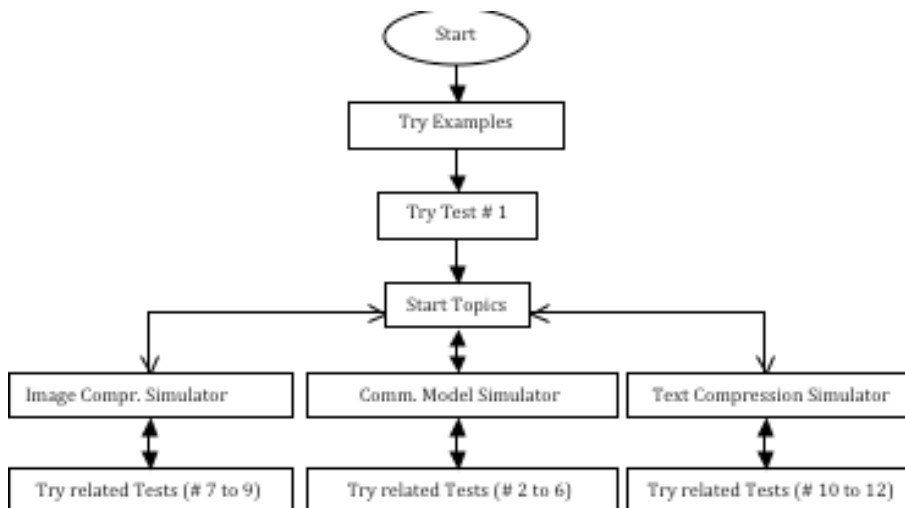 Start
Try Examples
Try Test # 1
Start Topics
Image Compr. Simulator
Comm. Model Simulator
Text Compression Simulator
Try related Tests (# 7 to 9)
Try related Tests (# 2 to 6)
Try related Tests (# 10 to 12)